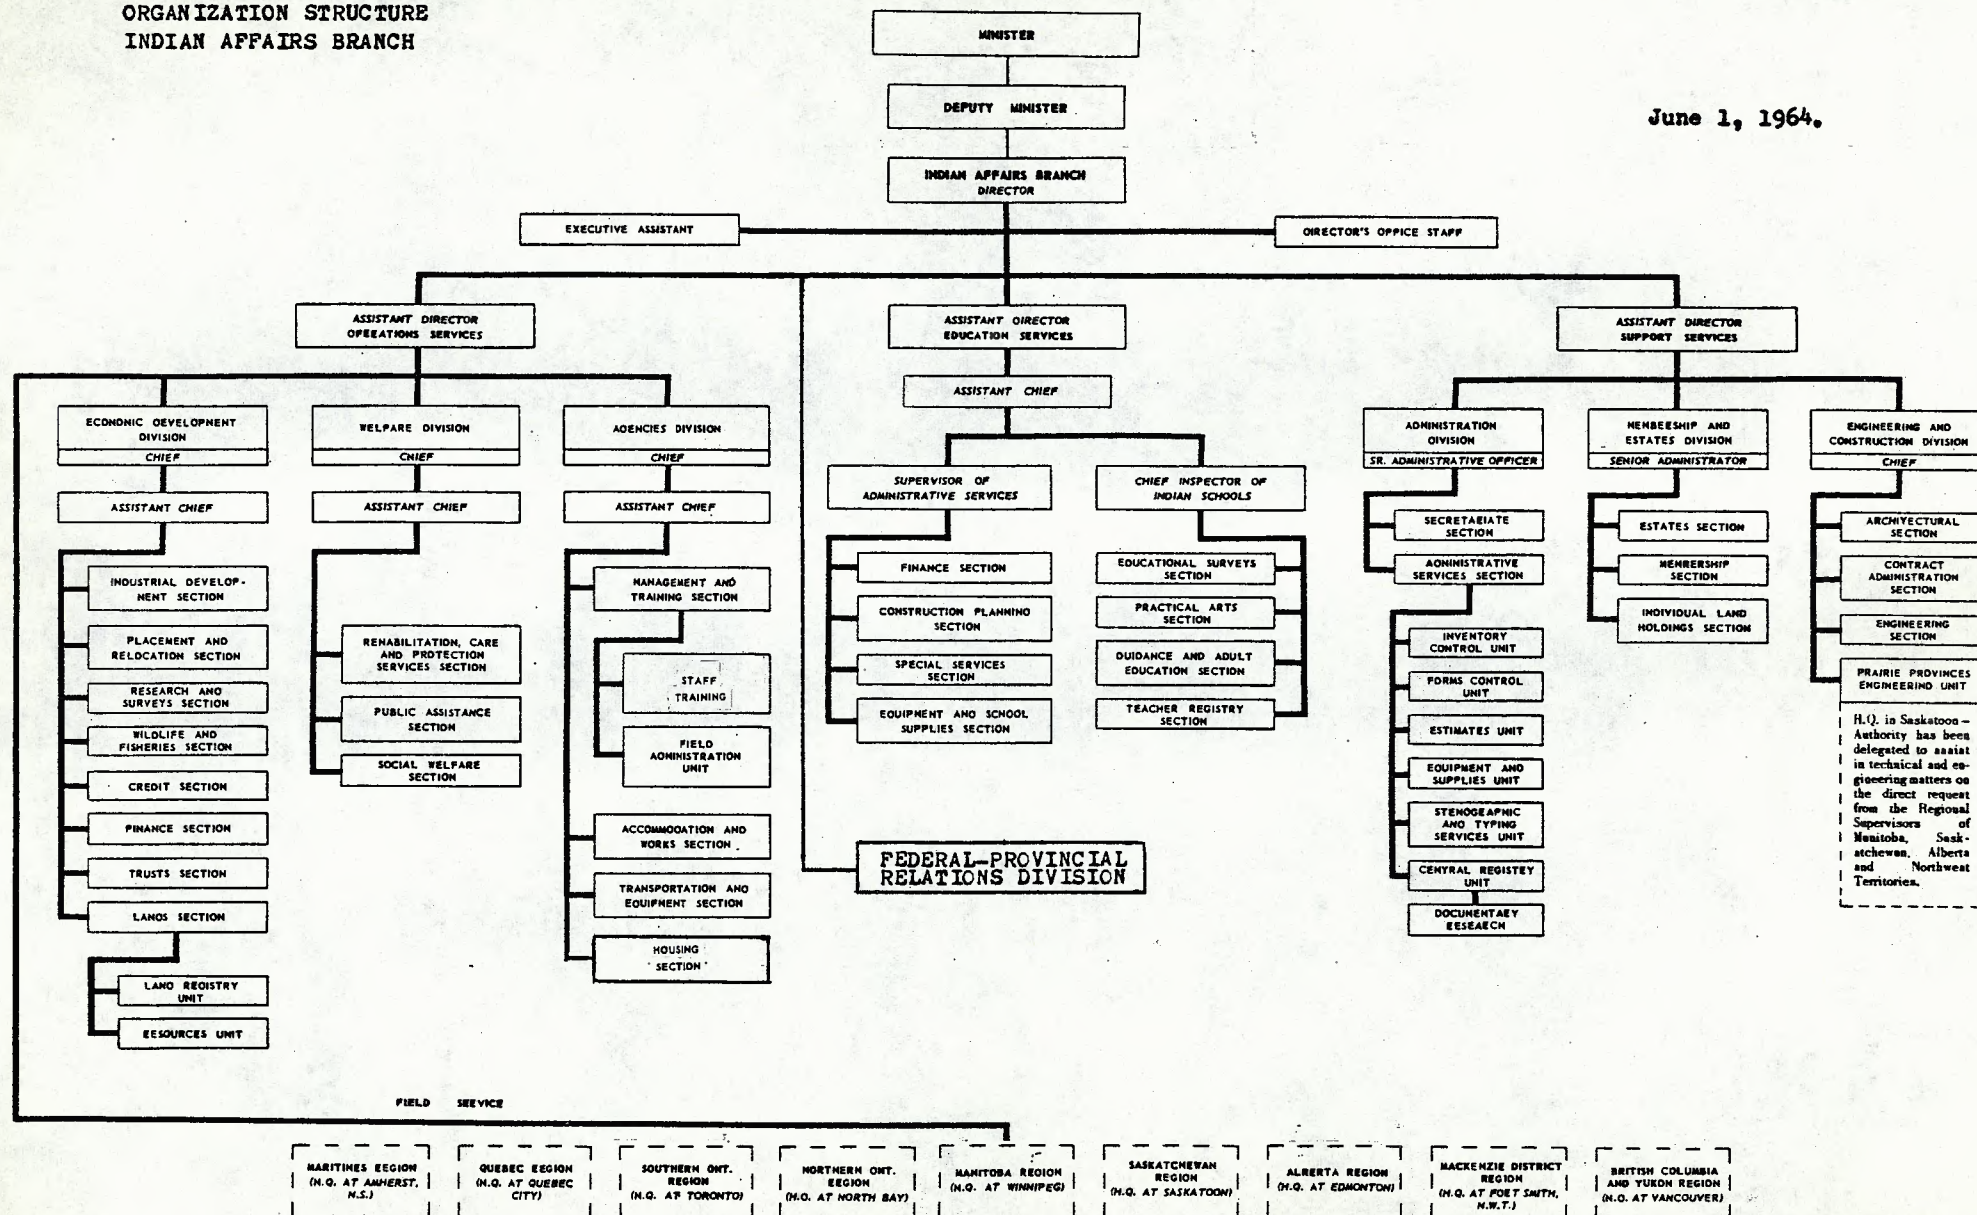 ORGANIZATION STRUCTURE
INDIAN AFFAIRS BRANCH
June 1, 1964.
MINISTER
DEPUTY MINISTER
INDIAN AFFAIRS BRANCH
DIRECTOR
EXECUTIVE ASSISTANT
DIRECTOR'S OFFICE STAFF
ASSISTANT DIRECTOR
OPERATIONS SERVICES
ASSISTANT DIRECTOR
EDUCATION SERVICES
ASSISTANT DIRECTOR
SUPPORT SERVICES
ASSISTANT CHIEF
ECONOMIC DEVELOPMENT
DIVISION
CHIEF
ASSISTANT CHIEF
INDUSTRIAL DEVELOP-
MENT SECTION
PLACEMENT AND
RELOCATION SECTION
RESEARCH AND
SURVEYS SECTION
WILDLIFE AND
FISHERIES SECTION
CREDIT SECTION
FINANCE SECTION
TRUSTS SECTION
LANDS SECTION
LAND REGISTRY
UNIT
RESOURCES UNIT
WELFARE DIVISION
CHIEF
ASSISTANT CHIEF
REHABILITATION, CARE
AND PROTECTION
SERVICES SECTION
PUBLIC ASSISTANCE
SECTION
SOCIAL WELFARE
SECTION
AGENCIES DIVISION
CHIEF
ASSISTANT CHIEF
MANAGEMENT AND
TRAINING SECTION
STAFF
TRAINING
FIELD
ADMINISTRATION
UNIT
ACCOMMODATION AND
WORKS SECTION
TRANSPORTATION AND
EQUIPMENT SECTION
HOUSING
SECTION
SUPERVISOR OF
ADMINISTRATIVE SERVICES
FINANCE SECTION
CONSTRUCTION PLANNING
SECTION
SPECIAL SERVICES
SECTION
EQUIPMENT AND SCHOOL
SUPPLIES SECTION
CHIEF INSPECTOR OF
INDIAN SCHOOLS
EDUCATIONAL SURVEYS
SECTION
PRACTICAL ARTS
SECTION
GUIDANCE AND ADULT
EDUCATION SECTION
TEACHER REGISTRY
SECTION
FEDERAL-PROVINCIAL
RELATIONS DIVISION
ADMINISTRATION
DIVISION
SR. ADMINISTRATIVE OFFICER
SECRETARIATE
SECTION
ADMINISTRATIVE
SERVICES SECTION
INVENTORY
CONTROL UNIT
FORMS CONTROL
UNIT
ESTIMATES UNIT
EQUIPMENT AND
SUPPLIES UNIT
STENOGRAPHIC
AND TYPING
SERVICES UNIT
CENTRAL REGISTRY
UNIT
DOCUMENTARY
RESEARCH
MEMBERSHIP AND
ESTATES DIVISION
SENIOR ADMINISTRATOR
ESTATES SECTION
MEMBERSHIP
SECTION
INDIVIDUAL LAND
HOLDINGS SECTION
ENGINEERING AND
CONSTRUCTION DIVISION
CHIEF
ARCHITECTURAL
SECTION
CONTRACT
ADMINISTRATION
SECTION
ENGINEERING
SECTION
PRAIRIE PROVINCES
ENGINEERING UNIT
H.Q. in Saskatoon –
Authority has been
delegated to assist
in technical and en-
gineering matters on
the direct request
from the Regional
Supervisors of
Manitoba, Sask-
atchewan, Alberta
and Northwest
Territories.
FIELD SERVICE
MARITIMES REGION
(H.Q. AT AMHERST,
N.S.)
QUEBEC REGION
(H.Q. AT QUEBEC
CITY)
SOUTHERN ONT.
REGION
(H.Q. AT TORONTO)
NORTHERN ONT.
REGION
(H.Q. AT NORTH BAY)
MANITOBA REGION
(H.Q. AT WINNIPEG)
SASKATCHEWAN
REGION
(H.Q. AT SASKATOON)
ALBERTA REGION
(H.Q. AT EDMONTON)
MACKENZIE DISTRICT
REGION
(H.Q. AT FORT SMITH,
N.W.T.)
BRITISH COLUMBIA
AND YUKON REGION
(H.Q. AT VANCOUVER)